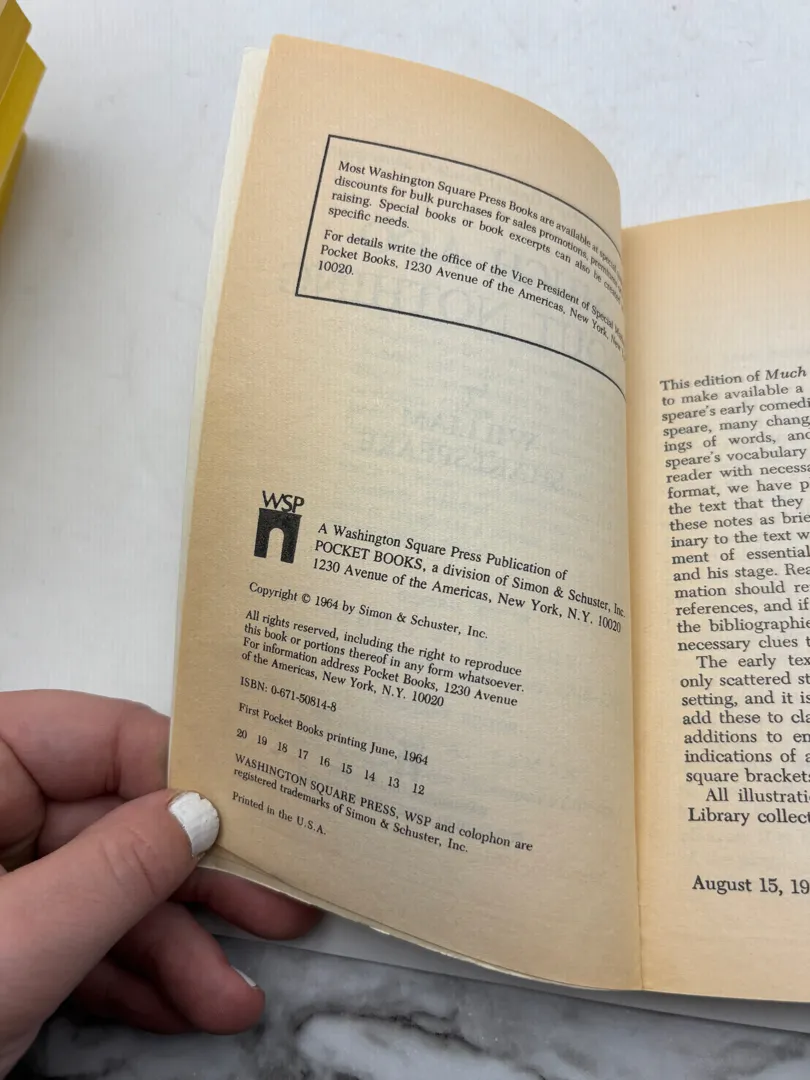 Most Washington Square Press Books are available at special
discounts for bulk purchases for sales promotions, premiums
raising. Special books or book excerpts can also be created
specific needs.
For details write the office of the Vice President of Special
Pocket Books, 1230 Avenue of the Americas, New York, New
10020.
WSP
A Washington Square Press Publication of
POCKET BOOKS, a division of Simon & Schuster, Inc.
1230 Avenue of the Americas, New York, N.Y. 10020
Copyright © 1964 by Simon & Schuster, Inc.
All rights reserved, including the right to reproduce
this book or portions thereof in any form whatsoever.
For information address Pocket Books, 1230 Avenue
of the Americas, New York, N.Y. 10020
ISBN: 0-671-50814-8
First Pocket Books printing June, 1964
20 19 18 17 16 15 14 13 12
WASHINGTON SQUARE PRESS, WSP and colophon are
registered trademarks of Simon & Schuster, Inc.
Printed in the U.S.A.
This edition of Much
to make available a
speare's early comedi
speare, many chang
ings of words, and
speare's vocabulary
reader with necessa
format, we have p
the text that they
these notes as brie
inary to the text w
ment of essential
and his stage. Rea
mation should re
references, and if
the bibliographie
necessary clues t
The early tex
only scattered st
setting, and it is
add these to cla
additions to en
indications of a
square brackets
All illustrati
Library collect
August 15, 19